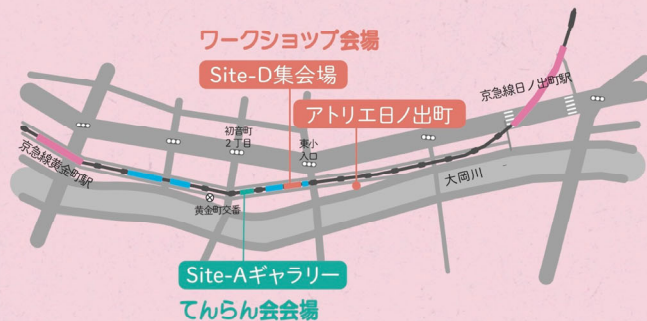 ワークショップ会場
Site-D集会場
アトリエ日ノ出町
京急線日ノ出町駅
初音町
2丁目
東小
入口
京急線黄金町駅
大岡川
黄金町交番
Site-Aギャラリー
てんらん会会場